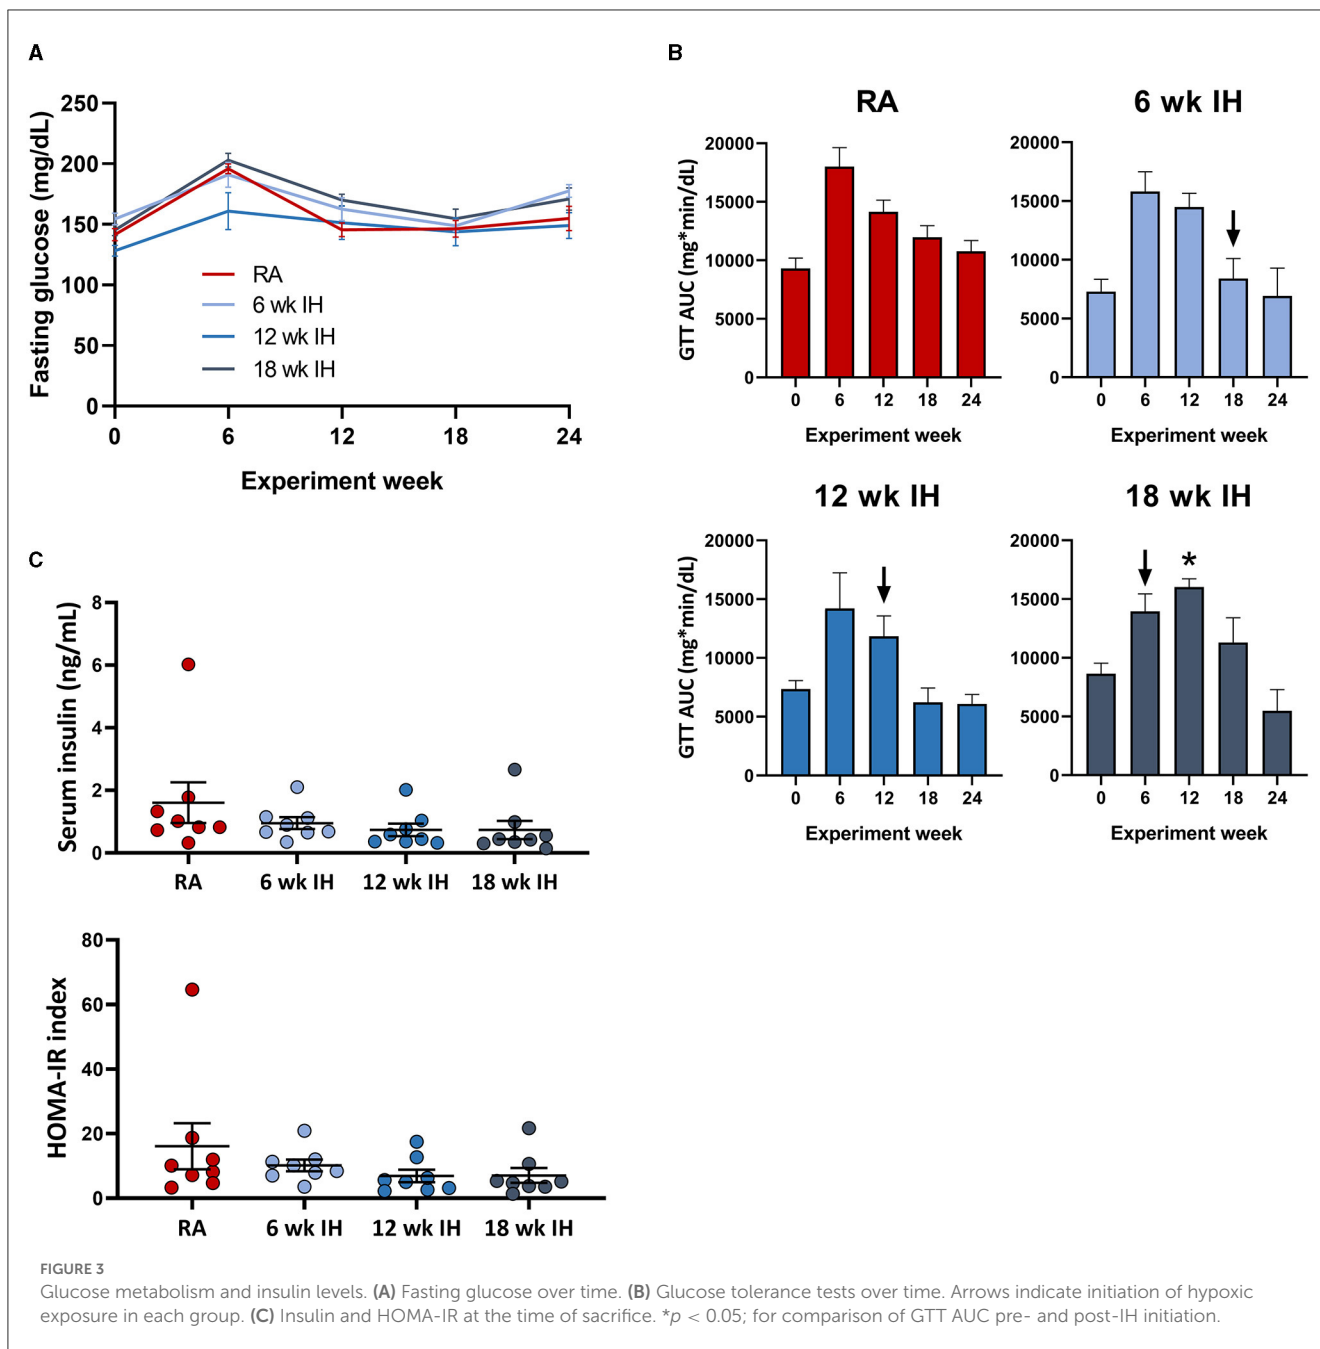 A
250
200
150
100
50
0
Fasting glucose (mg/dL)
RA
6 wk IH
12 wk IH
18 wk IH
0 6 12 18 24
Experiment week
B
RA
20000
15000
10000
5000
0
GTT AUC (mg*min/dL)
0 6 12 18 24
Experiment week
6 wk IH
20000
15000
10000
5000
0
0 6 12 18 24
Experiment week
12 wk IH
20000
15000
10000
5000
0
GTT AUC (mg*min/dL)
0 6 12 18 24
Experiment week
18 wk IH
20000
15000
10000
5000
0
*
0 6 12 18 24
Experiment week
C
8
6
4
2
0
Serum insulin (ng/mL)
RA 6 wk IH 12 wk IH 18 wk IH
80
60
40
20
0
HOMA-IR index
RA 6 wk IH 12 wk IH 18 wk IH
FIGURE 3
Glucose metabolism and insulin levels. (A) Fasting glucose over time. (B) Glucose tolerance tests over time. Arrows indicate initiation of hypoxic
exposure in each group. (C) Insulin and HOMA-IR at the time of sacrifice. *p < 0.05; for comparison of GTT AUC pre- and post-IH initiation.